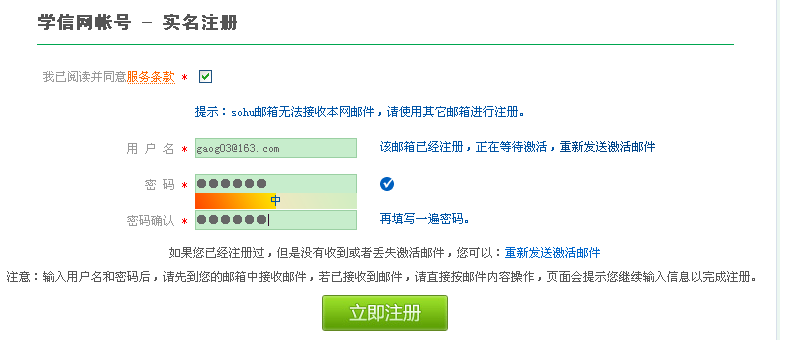 学信网帐号 - 实名注册
我已阅读并同意服务条款 *
提示：sohu邮箱无法接收本网邮件，请使用其它邮箱进行注册。
用 户 名 * gaog03@163.com 该邮箱已经注册，正在等待激活，重新发送激活邮件
密 码 * ●●●●●●
中
密码确认 * ●●●●●● 再填写一遍密码。
如果您已经注册过，但是没有收到或者丢失激活邮件，您可以：重新发送激活邮件
注意：输入用户名和密码后，请先到您的邮箱中接收邮件，若已接收到邮件，请直接按邮件内容操作，页面会提示您继续输入信息以完成注册。
立即注册